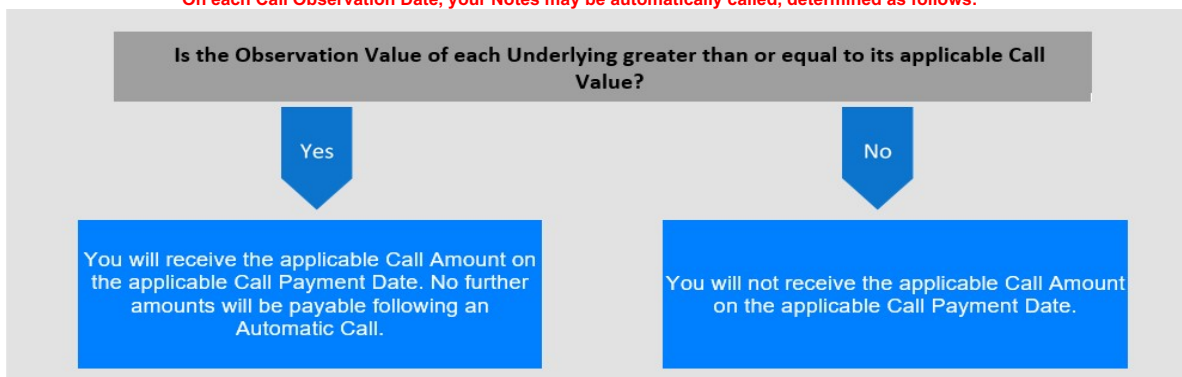 On each Call Observation Date, your Notes may be automatically called, determined as follows:
Is the Observation Value of each Underlying greater than or equal to its applicable Call
Value?
Yes
No
You will receive the applicable Call Amount on
the applicable Call Payment Date. No further
amounts will be payable following an
Automatic Call.
You will not receive the applicable Call Amount
on the applicable Call Payment Date.